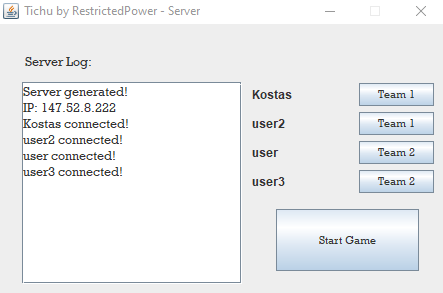 Tichu by RestrictedPower - Server
Server Log:
Server generated!
IP: 147.52.8.222
Kostas connected!
user2 connected!
user connected!
user3 connected!
Kostas Team 1
user2 Team 1
user Team 2
user3 Team 2
Start Game